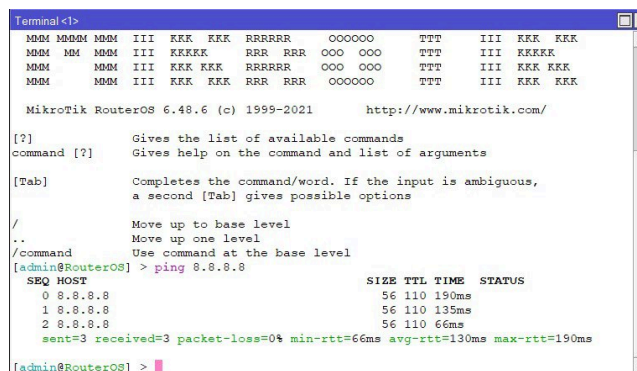 Terminal <1>
MMM MMMM MMM III KKK KKK RRRRRR OOOOOO TTT III KKK KKK
MMM MM MMM III KKKKK RRR RRR OOO OOO TTT III KKKKK
MMM MMM III KKK KKK RRRRRR OOO OOO TTT III KKK KKK
MMM MMM III KKK KKK RRR RRR OOOOOO TTT III KKK KKK
MikroTik RouterOS 6.48.6 (c) 1999-2021 http://www.mikrotik.com/
[?] Gives the list of available commands
command [?] Gives help on the command and list of arguments
[Tab] Completes the command/word. If the input is ambiguous,
a second [Tab] gives possible options
/ Move up to base level
.. Move up one level
/command Use command at the base level
[admin@RouterOS] > ping 8.8.8.8
SEQ HOST SIZE TTL TIME STATUS
0 8.8.8.8 56 110 190ms
1 8.8.8.8 56 110 135ms
2 8.8.8.8 56 110 66ms
sent=3 received=3 packet-loss=0% min-rtt=66ms avg-rtt=130ms max-rtt=190ms
[admin@RouterOS] >